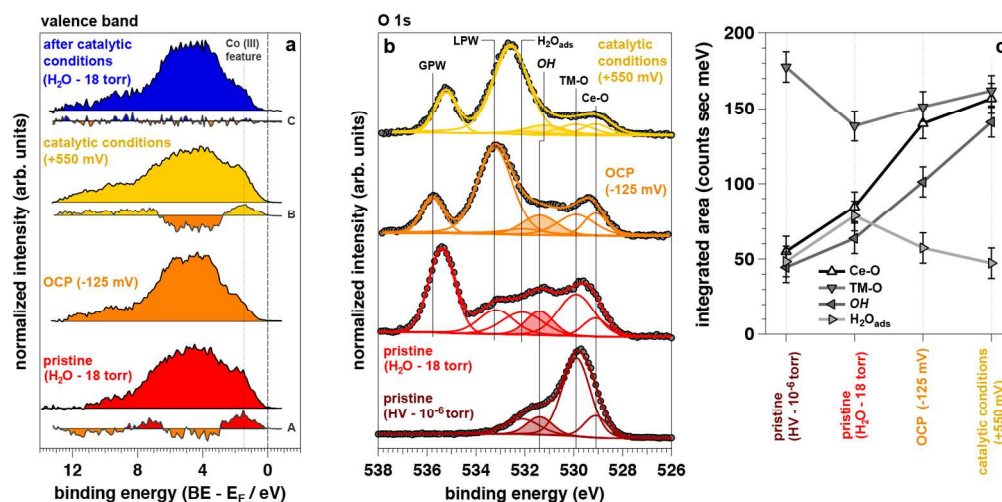 valence band
a
after catalytic
conditions
(H₂O - 18 torr)
Co (III)
feature
C
catalytic conditions
(+550 mV)
B
OCP (-125 mV)
pristine
(H₂O - 18 torr)
A
normalized intensity (arb. units)
12 8 4 0
binding energy (BE - E_F / eV)
O 1s
b
GPW
LPW
H₂O_ads
OH
TM-O
Ce-O
catalytic
conditions
(+550 mV)
OCP
(-125 mV)
pristine
(H₂O - 18 torr)
pristine
(HV - 10⁻⁶ torr)
normalized intensity (arb. units)
538 536 534 532 530 528 526
binding energy (eV)
integrated area (counts sec meV)
200
150
100
50
0
Ce-O
TM-O
OH
H₂O_ads
pristine
(HV - 10⁻⁶ torr)
pristine
(H₂O - 18 torr)
OCP (-125 mV)
catalytic conditions
(+550 mV)